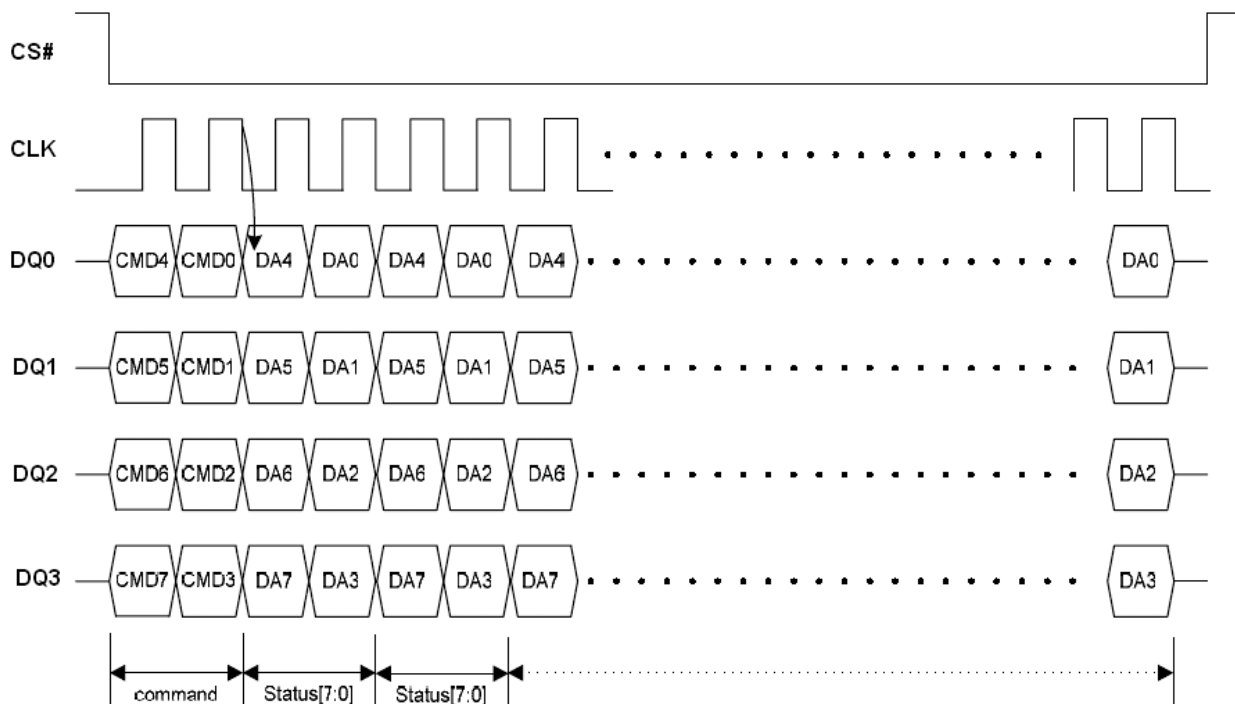 CS#
CLK
DQ0 CMD4 CMD0 DA4 DA0 DA4 DA0 DA4 DA0
DQ1 CMD5 CMD1 DA5 DA1 DA5 DA1 DA5 DA1
DQ2 CMD6 CMD2 DA6 DA2 DA6 DA2 DA6 DA2
DQ3 CMD7 CMD3 DA7 DA3 DA7 DA3 DA7 DA3
command Status[7:0] Status[7:0]